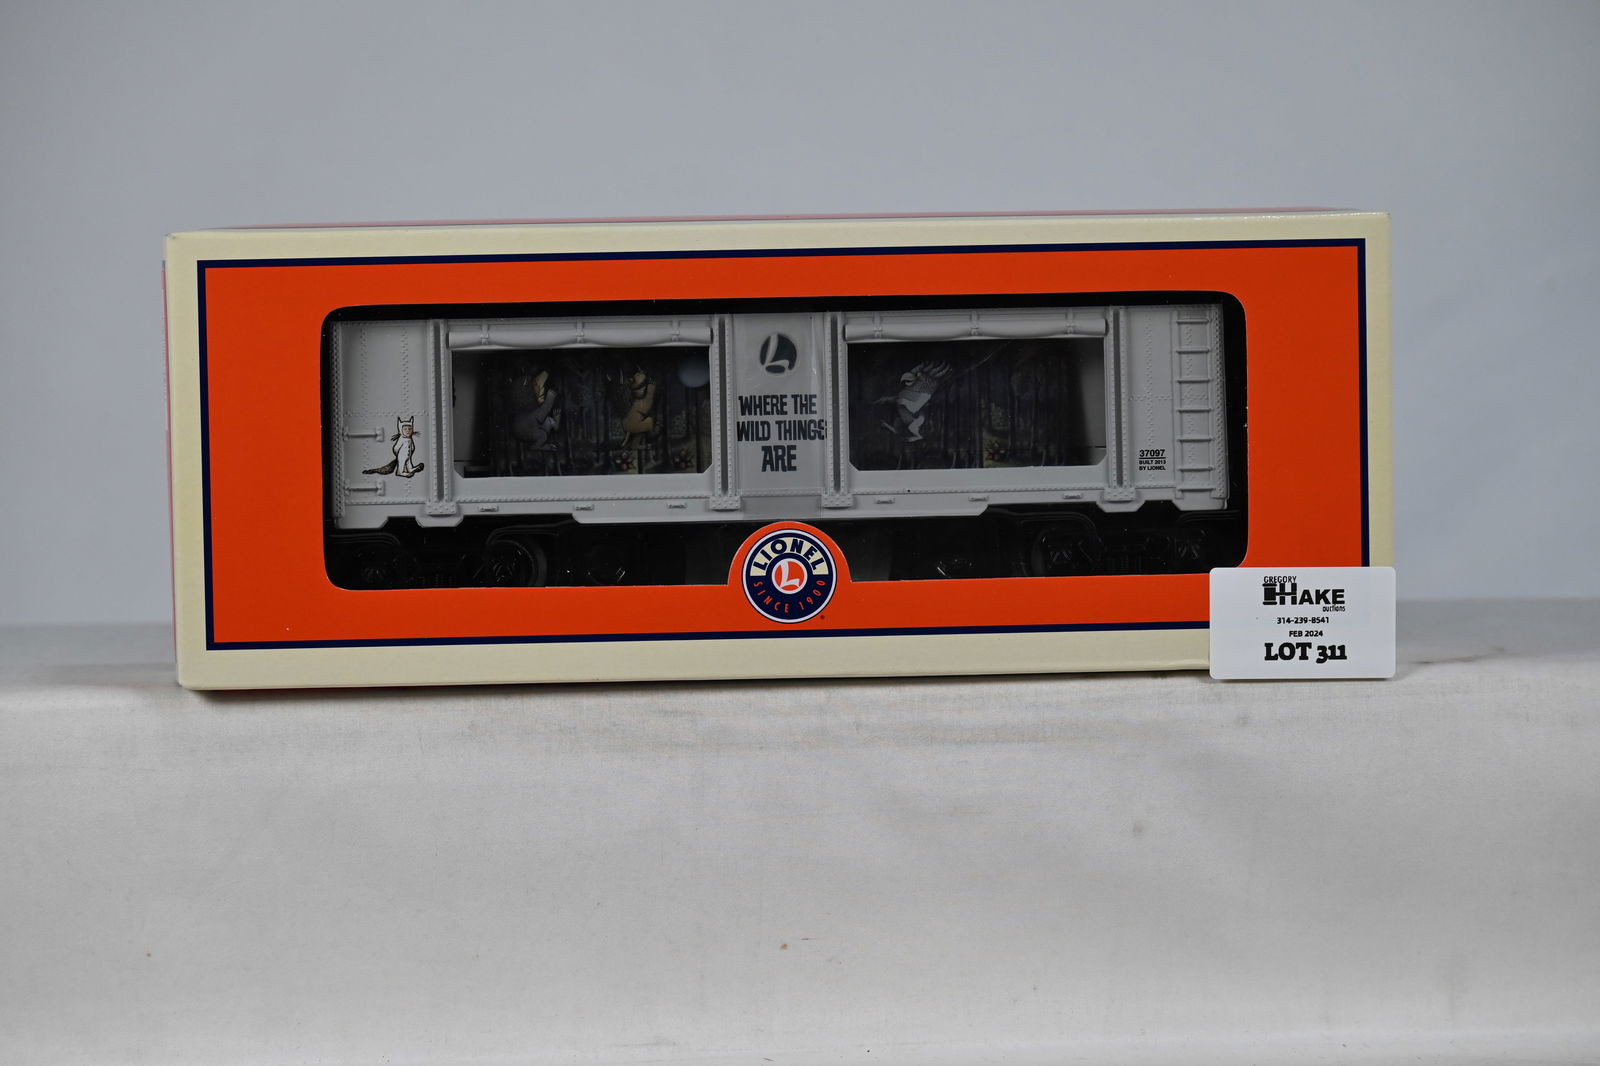 WHERE THE
WILD THINGS
ARE
37097
BUILT 2013
BY LIONEL
LIONEL
L
SINCE 1900
GREGORY
HAKE
auctions
314-239-8541
FEB 2024
LOT 311